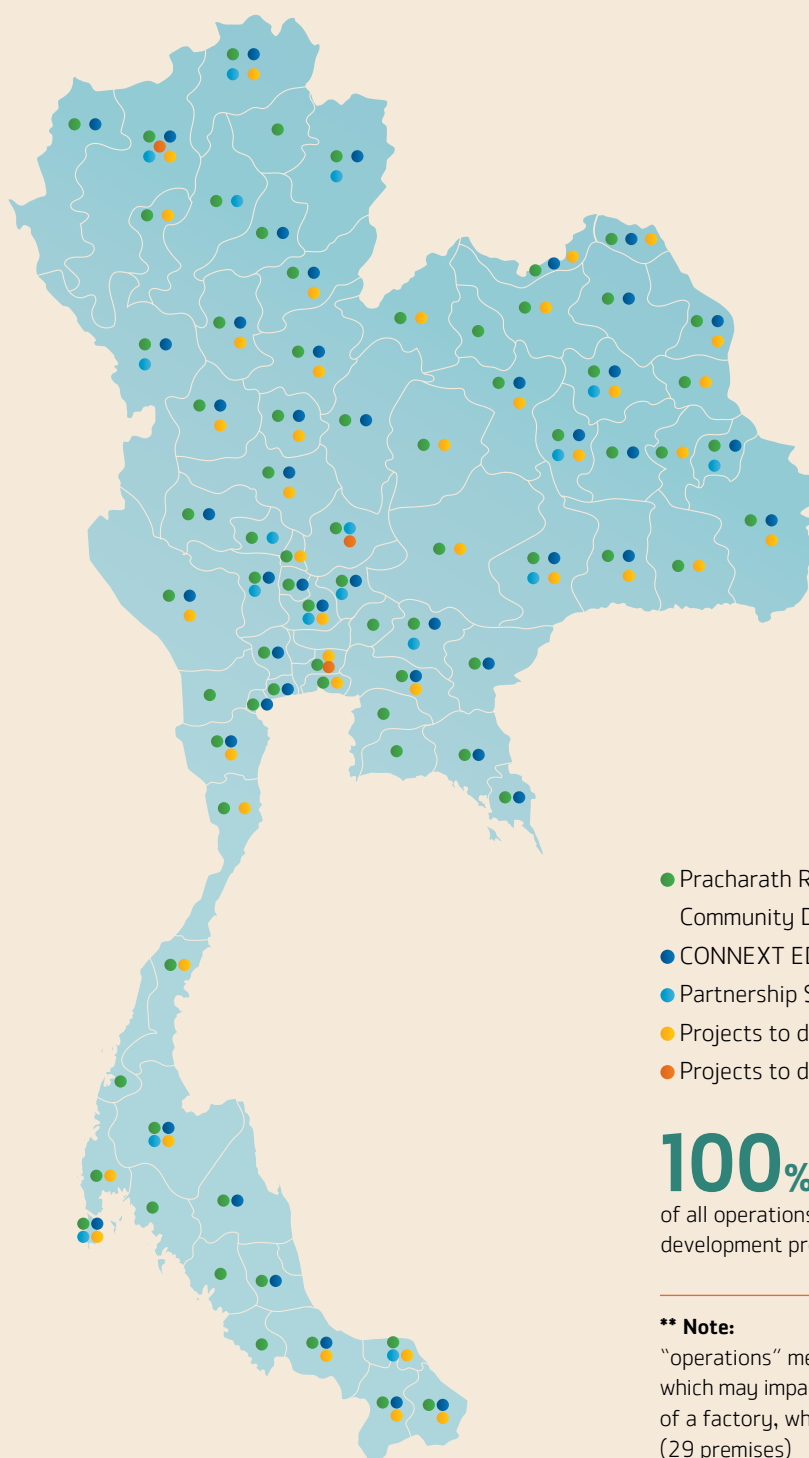 Pracharath R
Community D
CONNEXT ED
Partnership S
Projects to d
Projects to d
100%
of all operations
development pr
** Note:
“operations” me
which may impa
of a factory, wh
(29 premises)